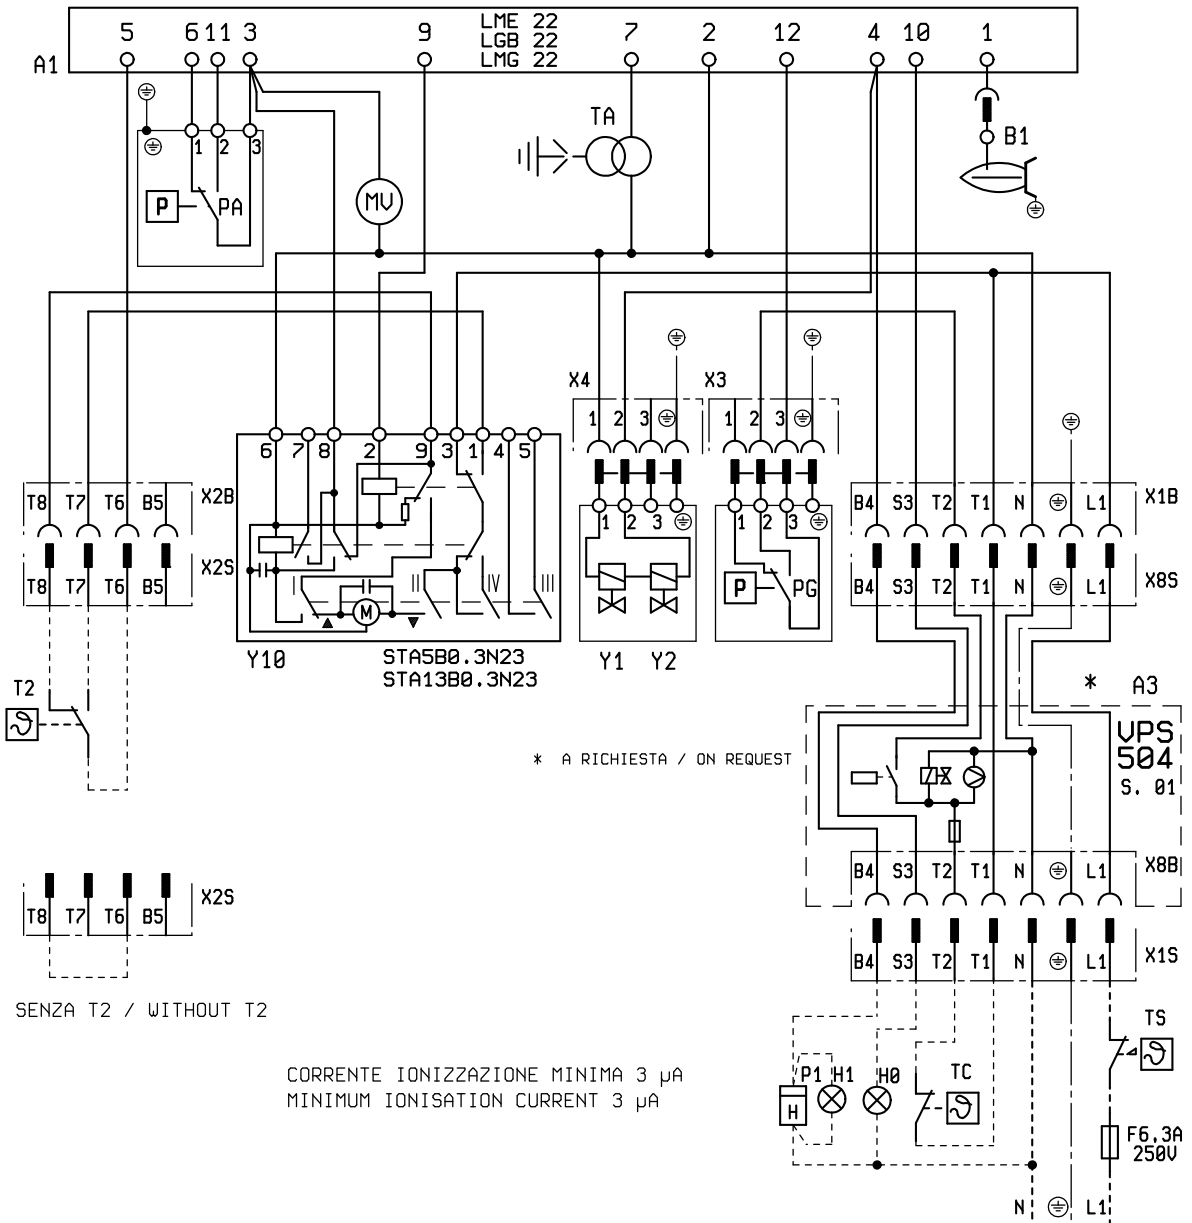 LME 22
5 6 11 3 9 LGB 22 7 2 12 4 10 1
A1 LMG 22
TA
B1
1 2 3
P PA
MV
X4 X3
1 2 3 1 2 3
6 7 8 2 9 3 1 4 5
T8 T7 T6 B5 X2B
B4 S3 T2 T1 N L1 X1B
1 2 3 1 2 3
T8 T7 T6 B5 X2S
B4 S3 T2 T1 N L1 X8S
I II IV III
M
P PG
Y10 STA5B0.3N23
STA13B0.3N23
Y1 Y2
T2
* A3
VPS
504
S. 01
* A RICHIESTA / ON REQUEST
B4 S3 T2 T1 N L1 X8B
T8 T7 T6 B5 X2S
B4 S3 T2 T1 N L1 X1S
SENZA T2 / WITHOUT T2
TS
CORRENTE IONIZZAZIONE MINIMA 3 µA
MINIMUM IONISATION CURRENT 3 µA
P1 H1 H0 TC
H
F6,3A
250V
N L1